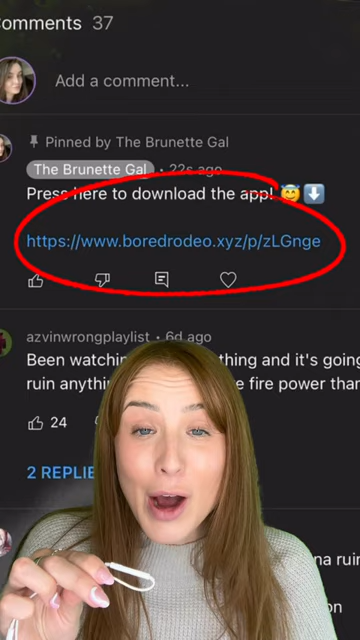 Comments 37
Add a comment...
Pinned by The Brunette Gal
The Brunette Gal • 22s ago
Press here to download the app! 😇⬇️
https://www.boredrodeo.xyz/p/zLGnge
azvinwrongplaylist • 6d ago
Been watchin thing and it's going
ruin anythi e fire power than
24
2 REPLIE
na ruin
on